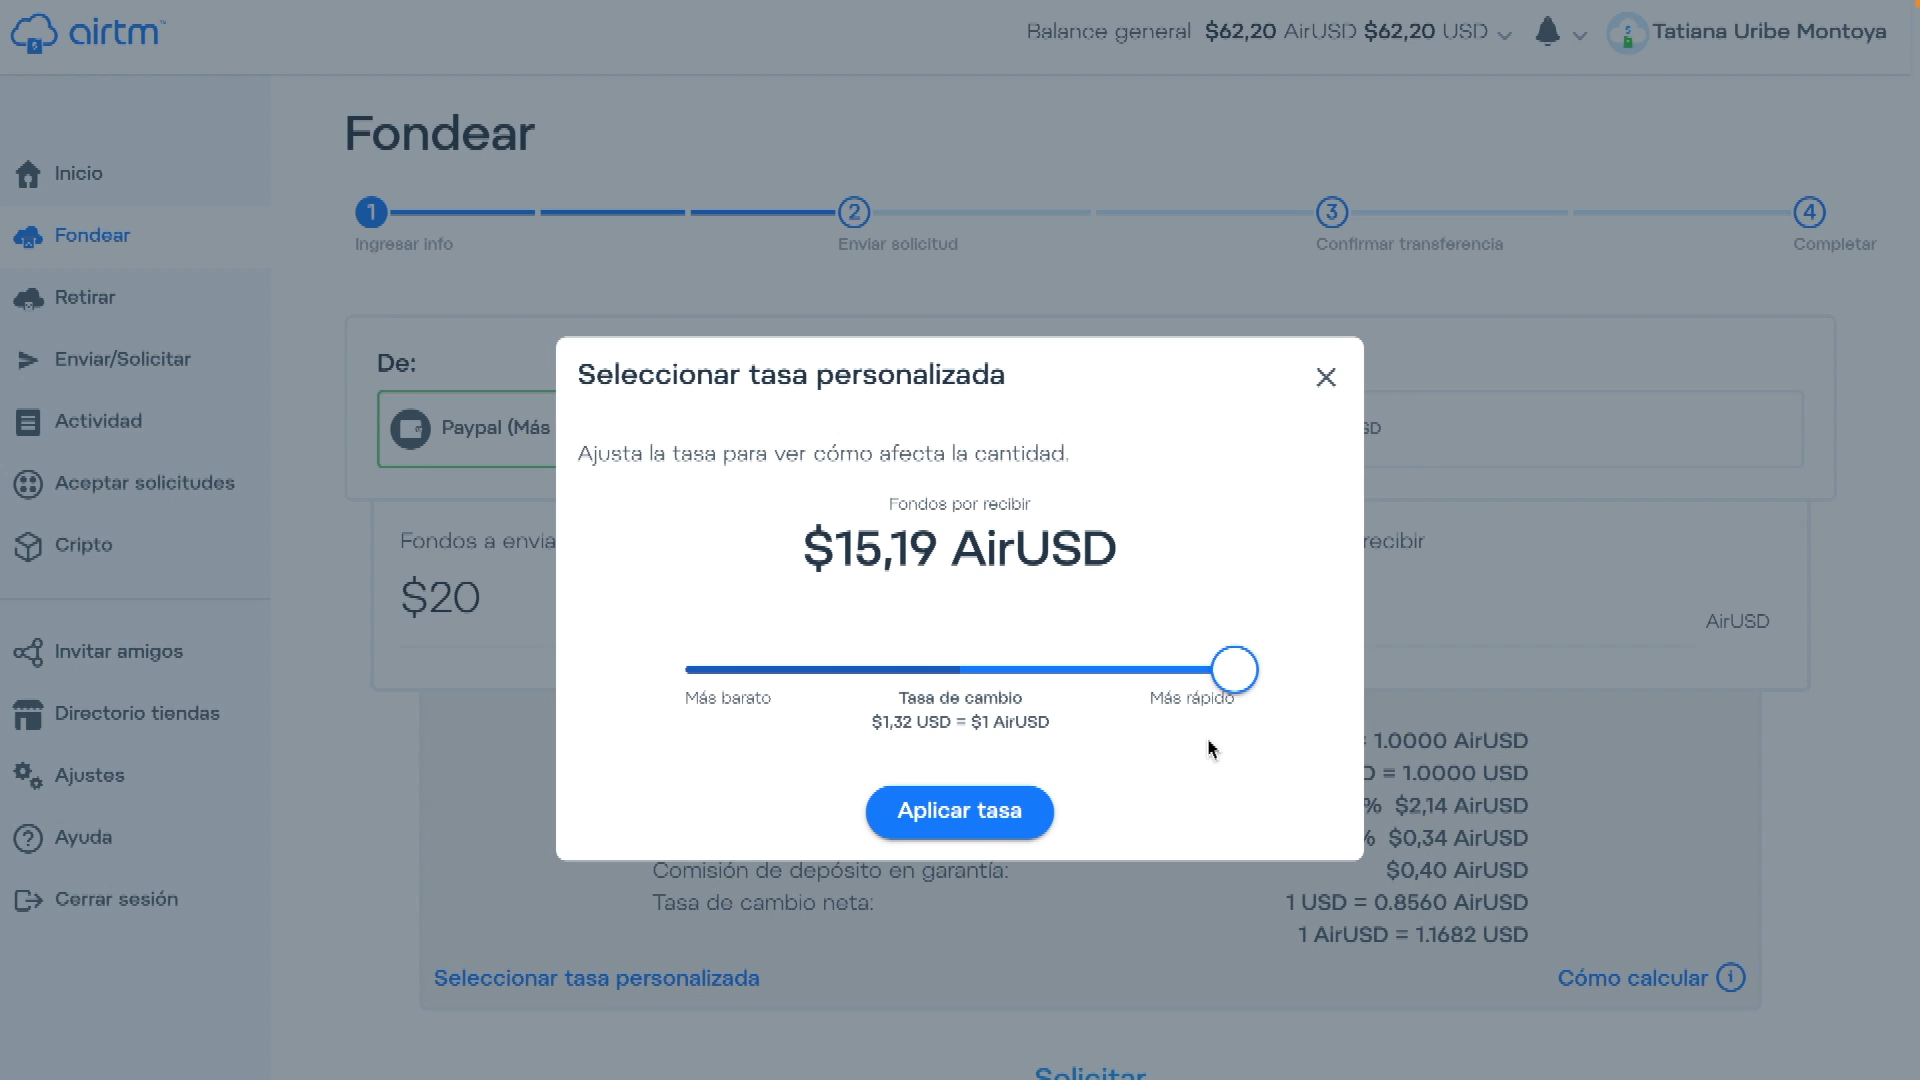 airtm™
Balance general $62,20 AirUSD $62,20 USD
Tatiana Uribe Montoya
Inicio
Fondear
Retirar
Enviar/Solicitar
Actividad
Aceptar solicitudes
Cripto
Invitar amigos
Directorio tiendas
Ajustes
Ayuda
Cerrar sesión
Fondear
1
2
3
4
Ingresar info
Enviar solicitud
Confirmar transferencia
Completar
De:
Paypal (Más
Fondos a envia
$20
recibir
AirUSD
Seleccionar tasa personalizada
Ajusta la tasa para ver cómo afecta la cantidad.
Fondos por recibir
$15,19 AirUSD
Más barato
Tasa de cambio
Más rápido
$1,32 USD = $1 AirUSD
Aplicar tasa
= 1.0000 AirUSD
D = 1.0000 USD
% $2,14 AirUSD
% $0,34 AirUSD
Comisión de depósito en garantía: $0,40 AirUSD
Tasa de cambio neta: 1 USD = 0.8560 AirUSD
1 AirUSD = 1.1682 USD
Seleccionar tasa personalizada
Cómo calcular
Solicitar